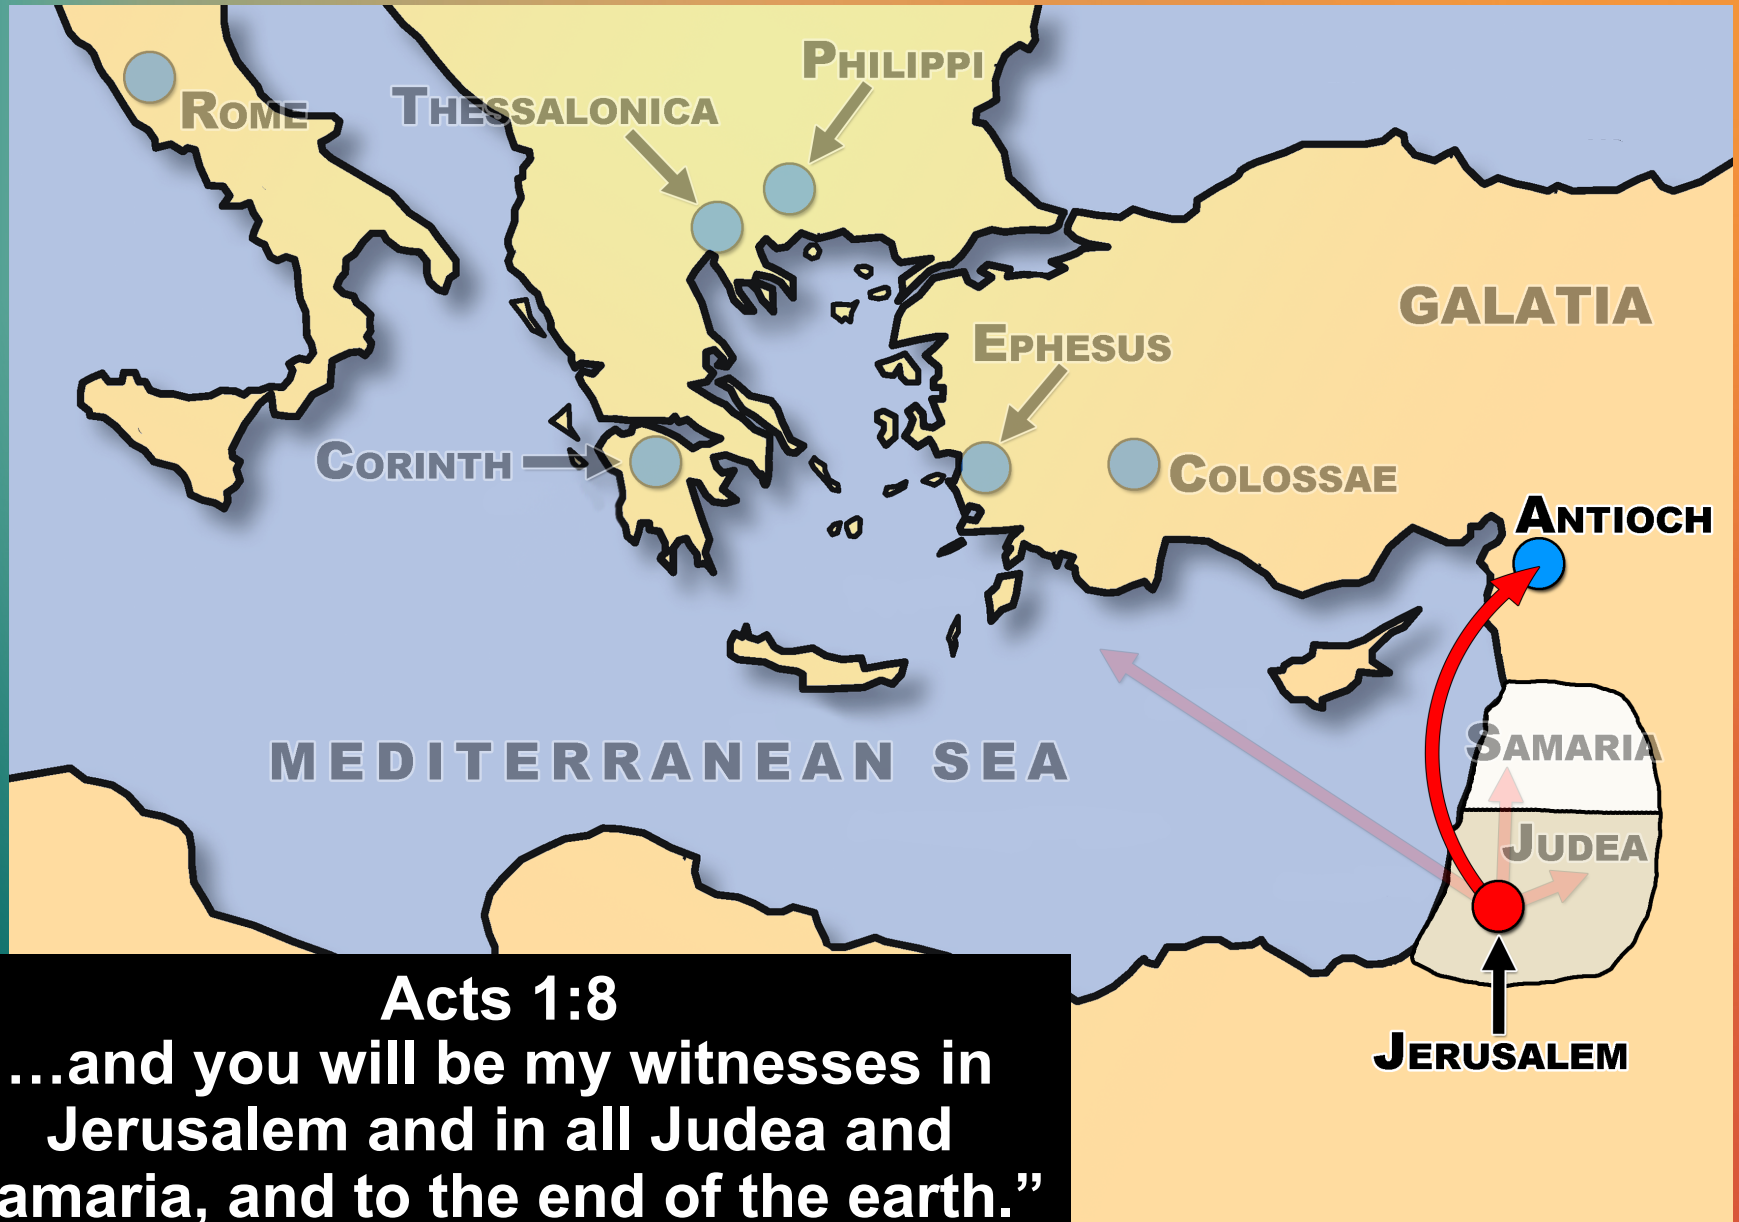 PHILIPPI
THESSALONICA
ROME
GALATIA
EPHESUS
CORINTH
COLOSSAE
ANTIOCH
SAMARIA
MEDITERRANEAN SEA
JUDEA
JERUSALEM
Acts 1:8
…and you will be my witnesses in
Jerusalem and in all Judea and
amaria, and to the end of the earth.”